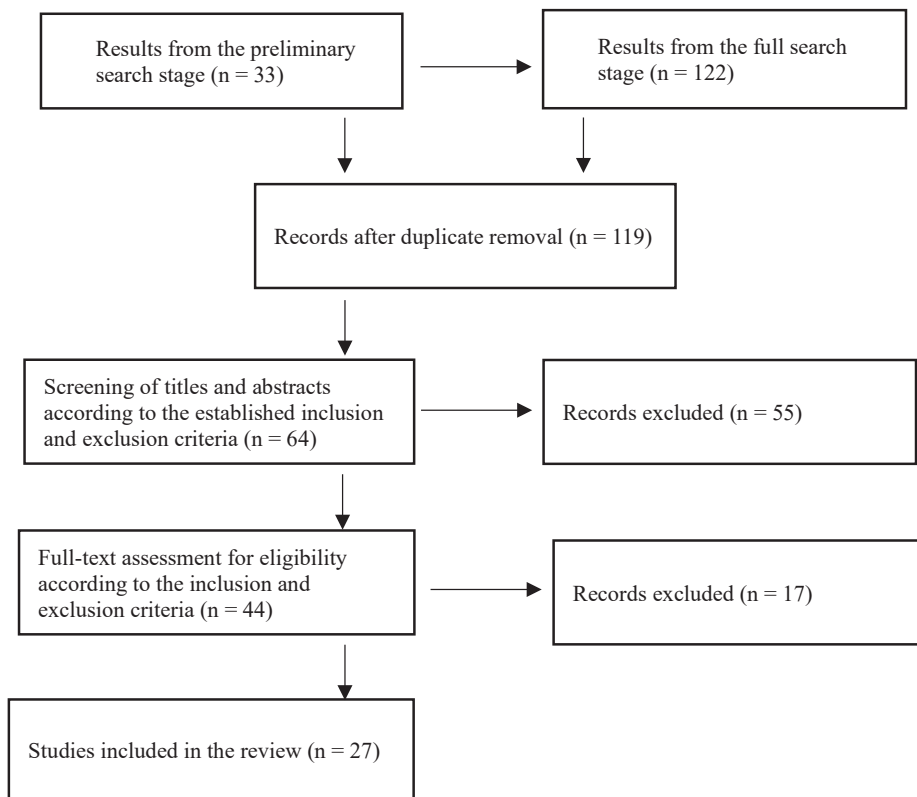 Results from the preliminary
search stage (n = 33)
Results from the full search
stage (n = 122)
Records after duplicate removal (n = 119)
Screening of titles and abstracts
according to the established inclusion
and exclusion criteria (n = 64)
Records excluded (n = 55)
Full-text assessment for eligibility
according to the inclusion and
exclusion criteria (n = 44)
Records excluded (n = 17)
Studies included in the review (n = 27)